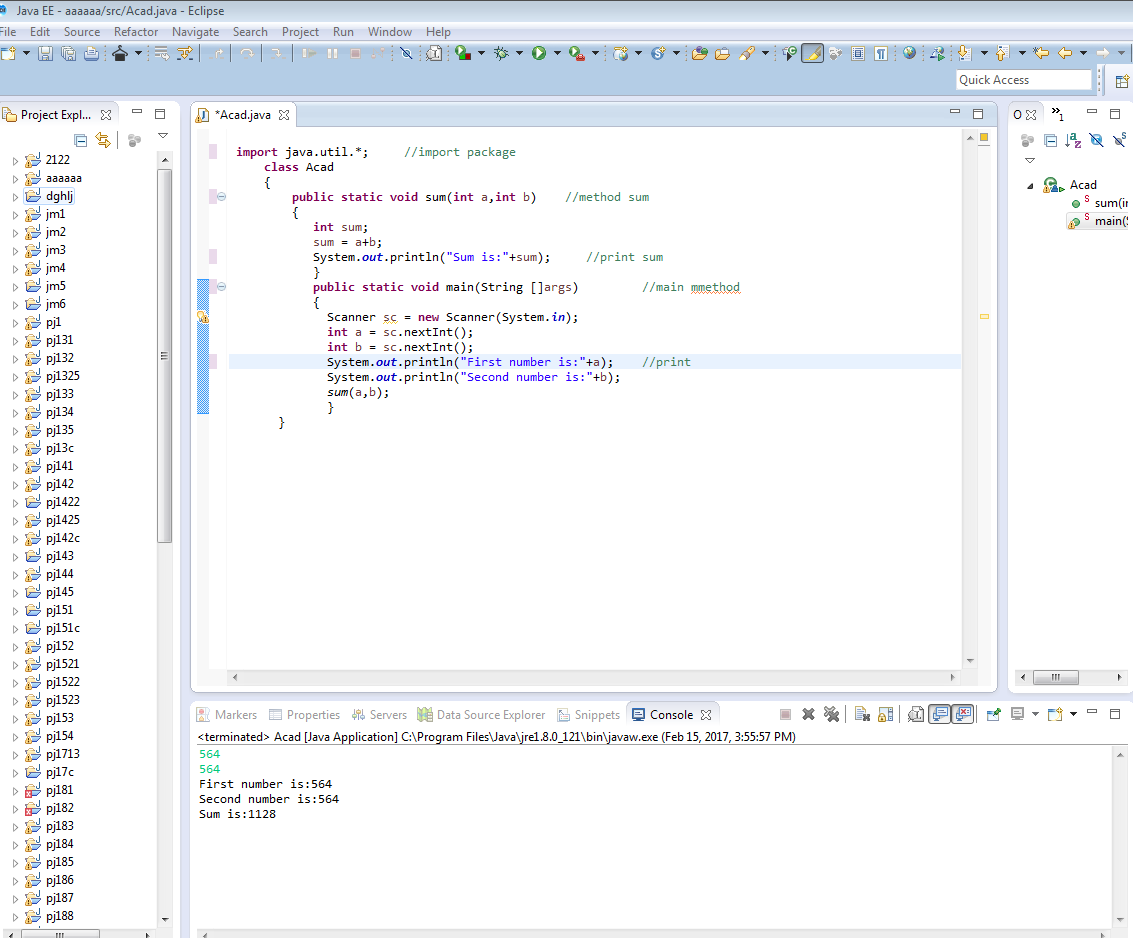 Java EE - aaaaaa/src/Acad.java - Eclipse
File Edit Source Refactor Navigate Search Project Run Window Help
Quick Access
Project Expl...
2122
aaaaaa
dghlj
jm1
jm2
jm3
jm4
jm5
jm6
pj1
pj131
pj132
pj1325
pj133
pj134
pj135
pj13c
pj141
pj142
pj1422
pj1425
pj142c
pj143
pj144
pj145
pj151
pj151c
pj152
pj1521
pj1522
pj1523
pj153
pj154
pj1713
pj17c
pj181
pj182
pj183
pj184
pj185
pj186
pj187
pj188
*Acad.java
import java.util.*; //import package
class Acad
{
public static void sum(int a,int b) //method sum
{
int sum;
sum = a+b;
System.out.println("Sum is:"+sum); //print sum
}
public static void main(String []args) //main mmethod
{
Scanner sc = new Scanner(System.in);
int a = sc.nextInt();
int b = sc.nextInt();
System.out.println("First number is:"+a); //print
System.out.println("Second number is:"+b);
sum(a,b);
}
}
O
»1
Acad
S sum(in
S main(S
Markers Properties Servers Data Source Explorer Snippets Console
<terminated> Acad [Java Application] C:\Program Files\Java\jre1.8.0_121\bin\javaw.exe (Feb 15, 2017, 3:55:57 PM)
564
564
First number is:564
Second number is:564
Sum is:1128